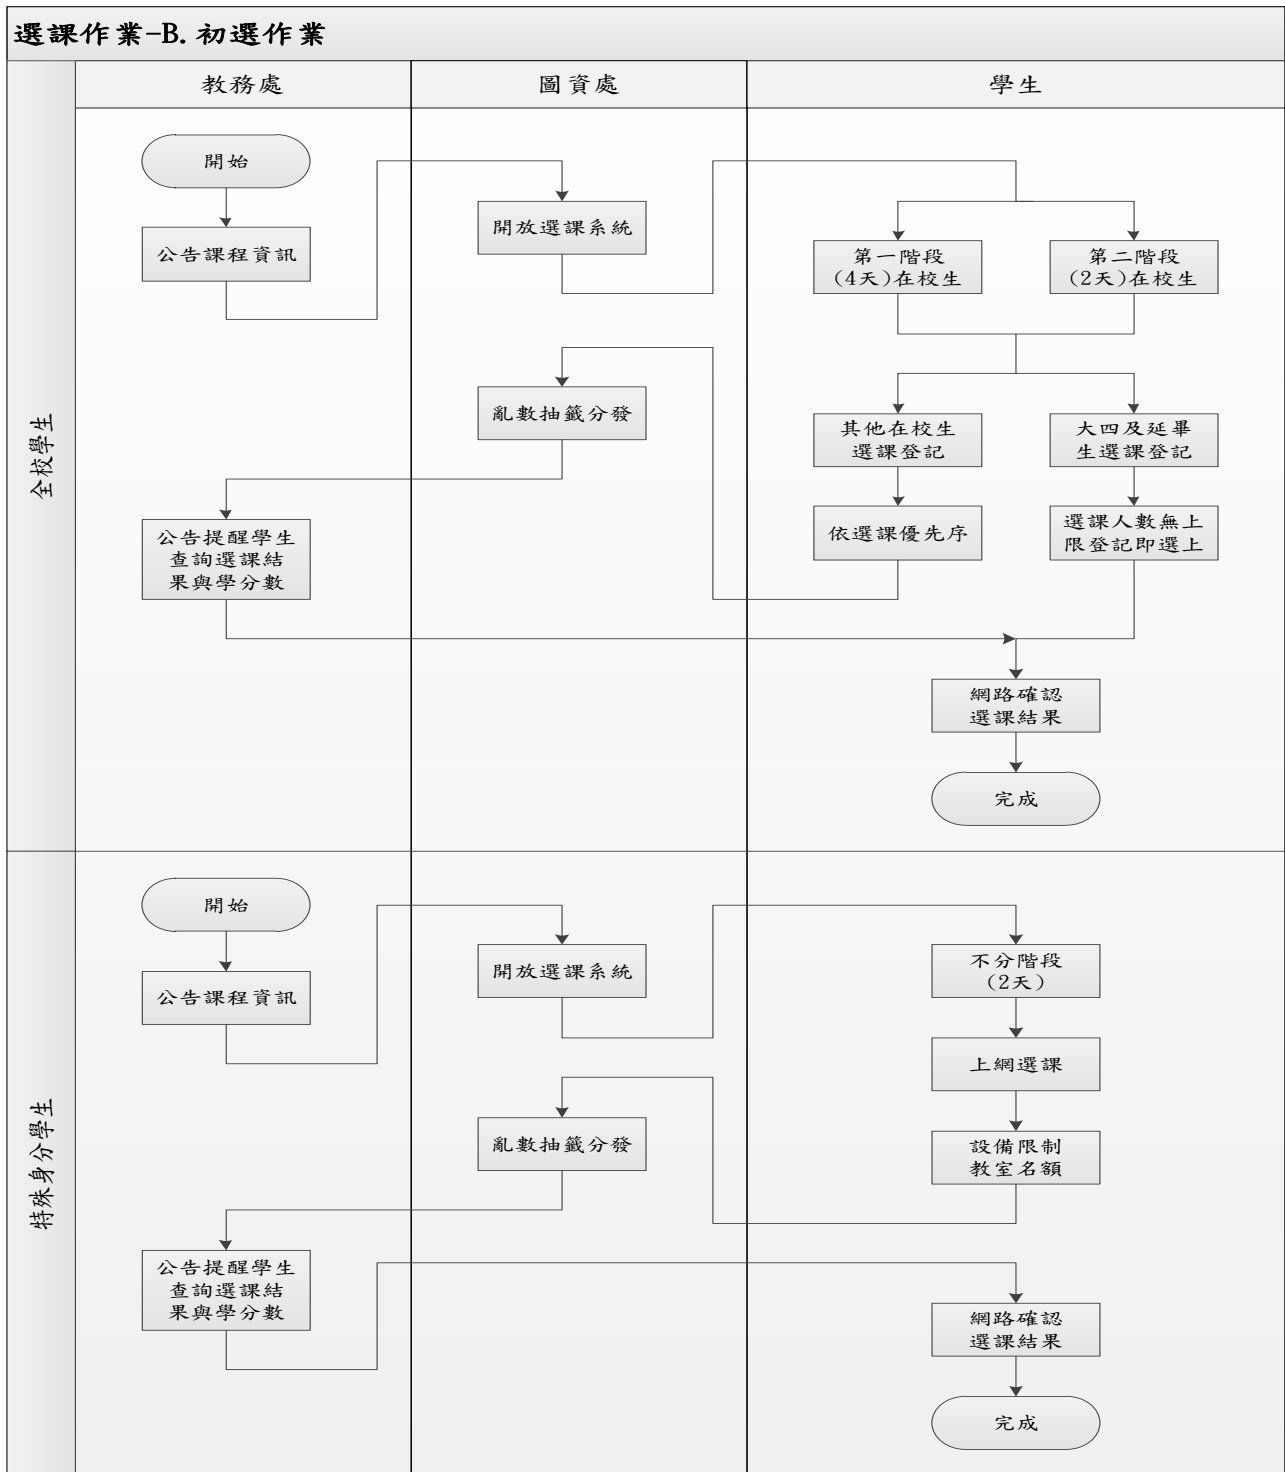 選課作業-B. 初選作業
教務處
圖資處
學生
全校學生
開始
公告課程資訊
開放選課系統
第一階段
(4天)在校生
第二階段
(2天)在校生
亂數抽籤分發
其他在校生
選課登記
大四及延畢
生選課登記
公告提醒學生
查詢選課結
果與學分數
依選課優先序
選課人數無上
限登記即選上
網路確認
選課結果
完成
特殊身分學生
開始
公告課程資訊
開放選課系統
不分階段
(2天)
上網選課
亂數抽籤分發
設備限制
教室名額
公告提醒學生
查詢選課結
果與學分數
網路確認
選課結果
完成